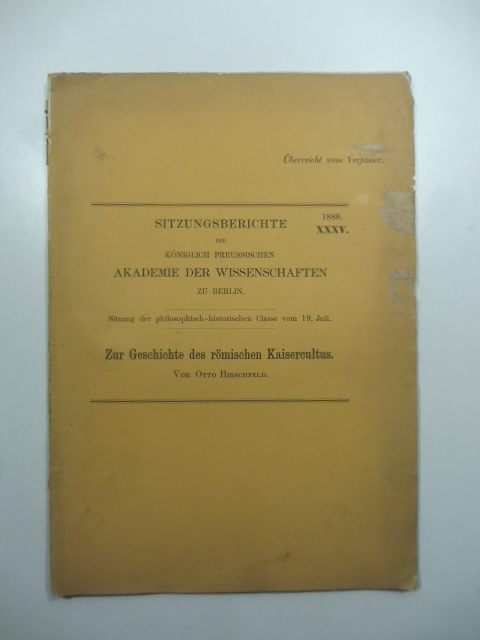 Überreicht vom Verfasser.
SITZUNGSBERICHTE
1888.
XXXV.
DER
KÖNIGLICH PREUSSISCHEN
AKADEMIE DER WISSENSCHAFTEN
ZU BERLIN.
Sitzung der philosophisch-historischen Classe vom 19. Juli.
Zur Geschichte des römischen Kaisercultus.
Von Otto Hirschfeld.